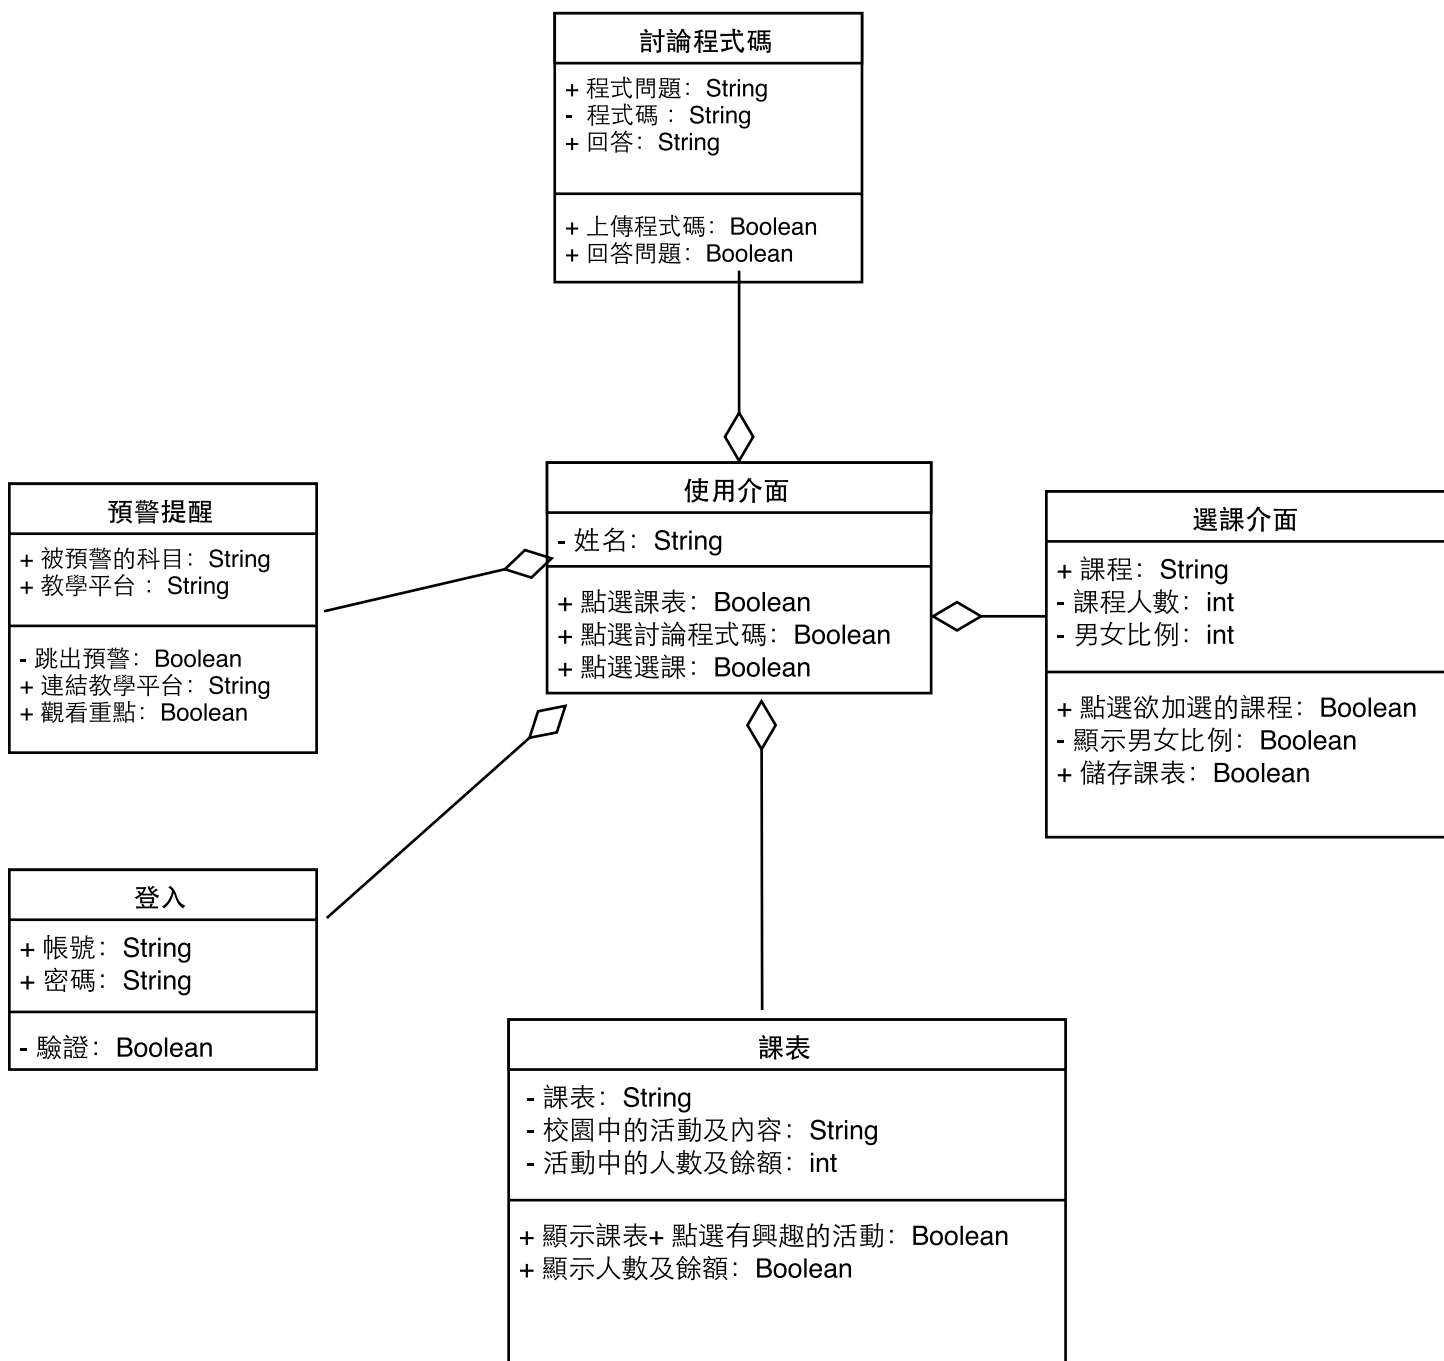 討論程式碼
+ 程式問題：String
- 程式碼：String
+ 回答：String
+ 上傳程式碼：Boolean
+ 回答問題：Boolean
預警提醒
+ 被預警的科目：String
+ 教學平台：String
- 跳出預警：Boolean
+ 連結教學平台：String
+ 觀看重點：Boolean
使用介面
- 姓名：String
+ 點選課表：Boolean
+ 點選討論程式碼：Boolean
+ 點選選課：Boolean
選課介面
+ 課程：String
- 課程人數：int
- 男女比例：int
+ 點選欲加選的課程：Boolean
- 顯示男女比例：Boolean
+ 儲存課表：Boolean
登入
+ 帳號：String
+ 密碼：String
- 驗證：Boolean
課表
- 課表：String
- 校園中的活動及內容：String
- 活動中的人數及餘額：int
+ 顯示課表+ 點選有興趣的活動：Boolean
+ 顯示人數及餘額：Boolean